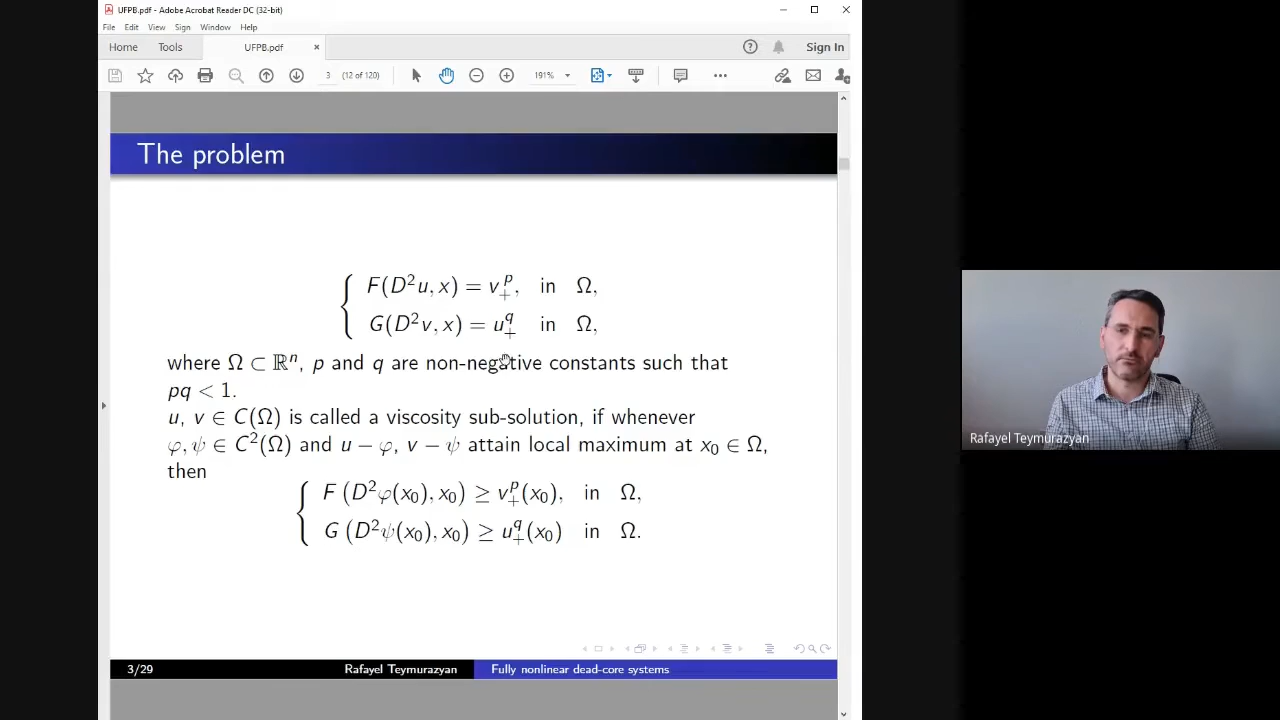 UFPB.pdf - Adobe Acrobat Reader DC (32-bit)
File Edit View Sign Window Help
Home Tools UFPB.pdf × Sign In
3 (12 of 120) 191%
The problem
F(D²u, x) = v₊ᵖ, in Ω,
G(D²v, x) = u₊^q in Ω,
where Ω ⊂ ℝⁿ, p and q are non-negative constants such that
pq < 1.
u, v ∈ C(Ω) is called a viscosity sub-solution, if whenever
φ, ψ ∈ C²(Ω) and u − φ, v − ψ attain local maximum at x₀ ∈ Ω,
then
F (D²φ(x₀), x₀) ≥ v₊ᵖ(x₀), in Ω,
G (D²ψ(x₀), x₀) ≥ u₊^q(x₀) in Ω.
3/29 Rafayel Teymurazyan Fully nonlinear dead-core systems
Rafayel Teymurazyan